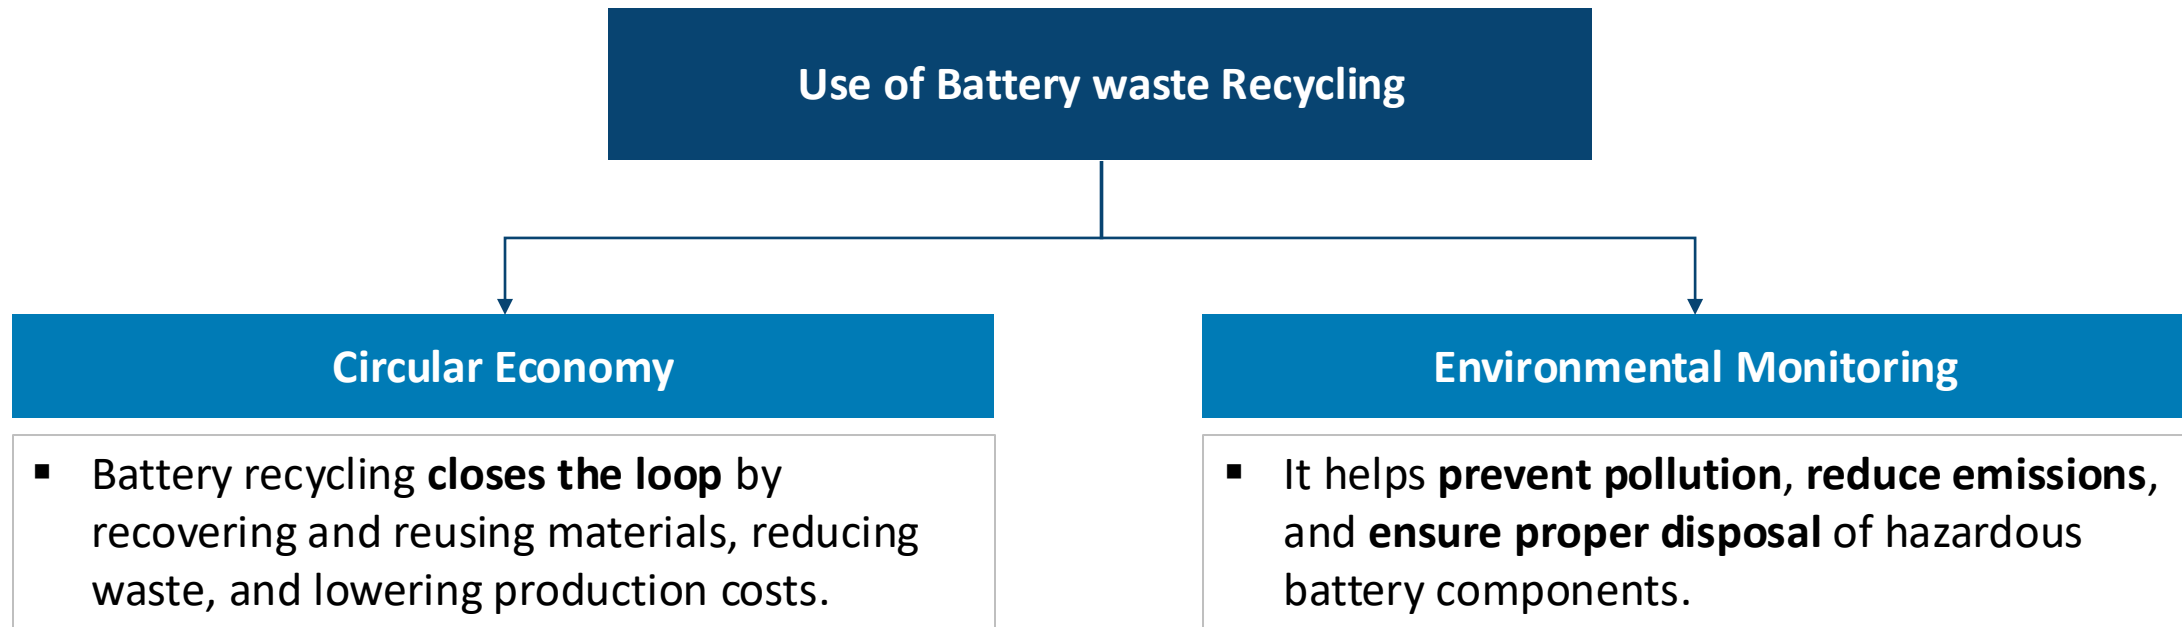 Use of Battery waste Recycling
Circular Economy
▪ Battery recycling closes the loop by
recovering and reusing materials, reducing
waste, and lowering production costs.
Environmental Monitoring
▪ It helps prevent pollution, reduce emissions,
and ensure proper disposal of hazardous
battery components.